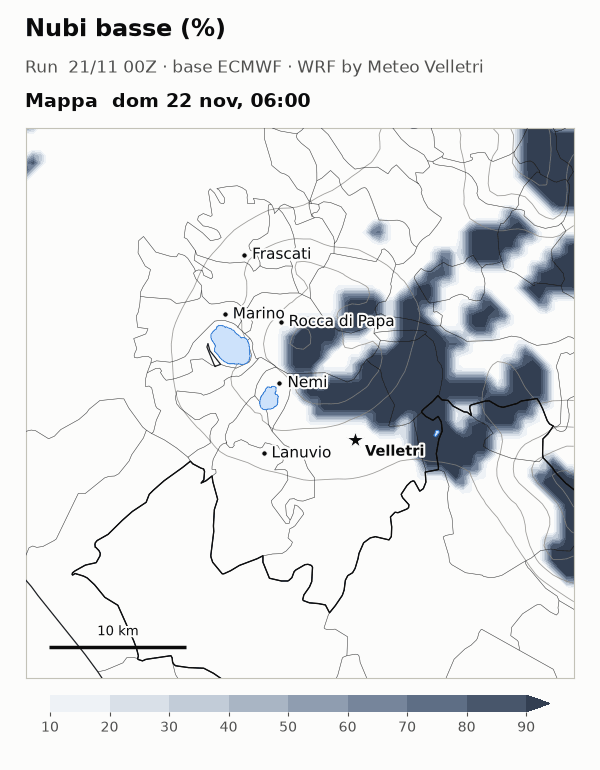 Nubi basse (%)
Run  21/11 00Z · base ECMWF · WRF by Meteo Velletri
Mappa  dom 22 nov, 06:00
Frascati
Marino
Rocca di Papa
Nemi
Velletri
Lanuvio
10 km
10 20 30 40 50 60 70 80 90